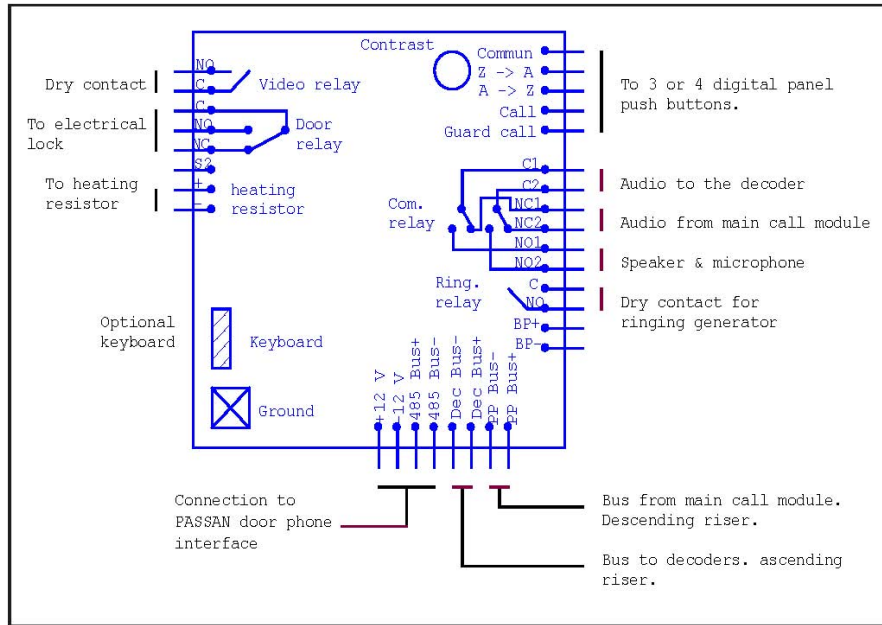 Contrast
Commun
Z -> A
A -> Z
Call
Guard call
To 3 or 4 digital panel
push buttons.
Dry contact
NO
C
Video relay
To electrical
lock
C
NO
NC
Door
relay
S2
To heating
resistor
+
-
heating
resistor
Com.
relay
C1
C2
NC1
NC2
NO1
NO2
Audio to the decoder
Audio from main call module
Speaker & microphone
Ring.
relay
C
NO
BP+
BP-
Dry contact for
ringing generator
Optional
keyboard
Keyboard
Ground
+12 V
-12 V
485 Bus+
485 Bus-
Dec Bus-
Dec Bus+
PP Bus-
PP Bus+
Connection to
PASSAN door phone
interface
Bus from main call module.
Descending riser.
Bus to decoders. ascending
riser.